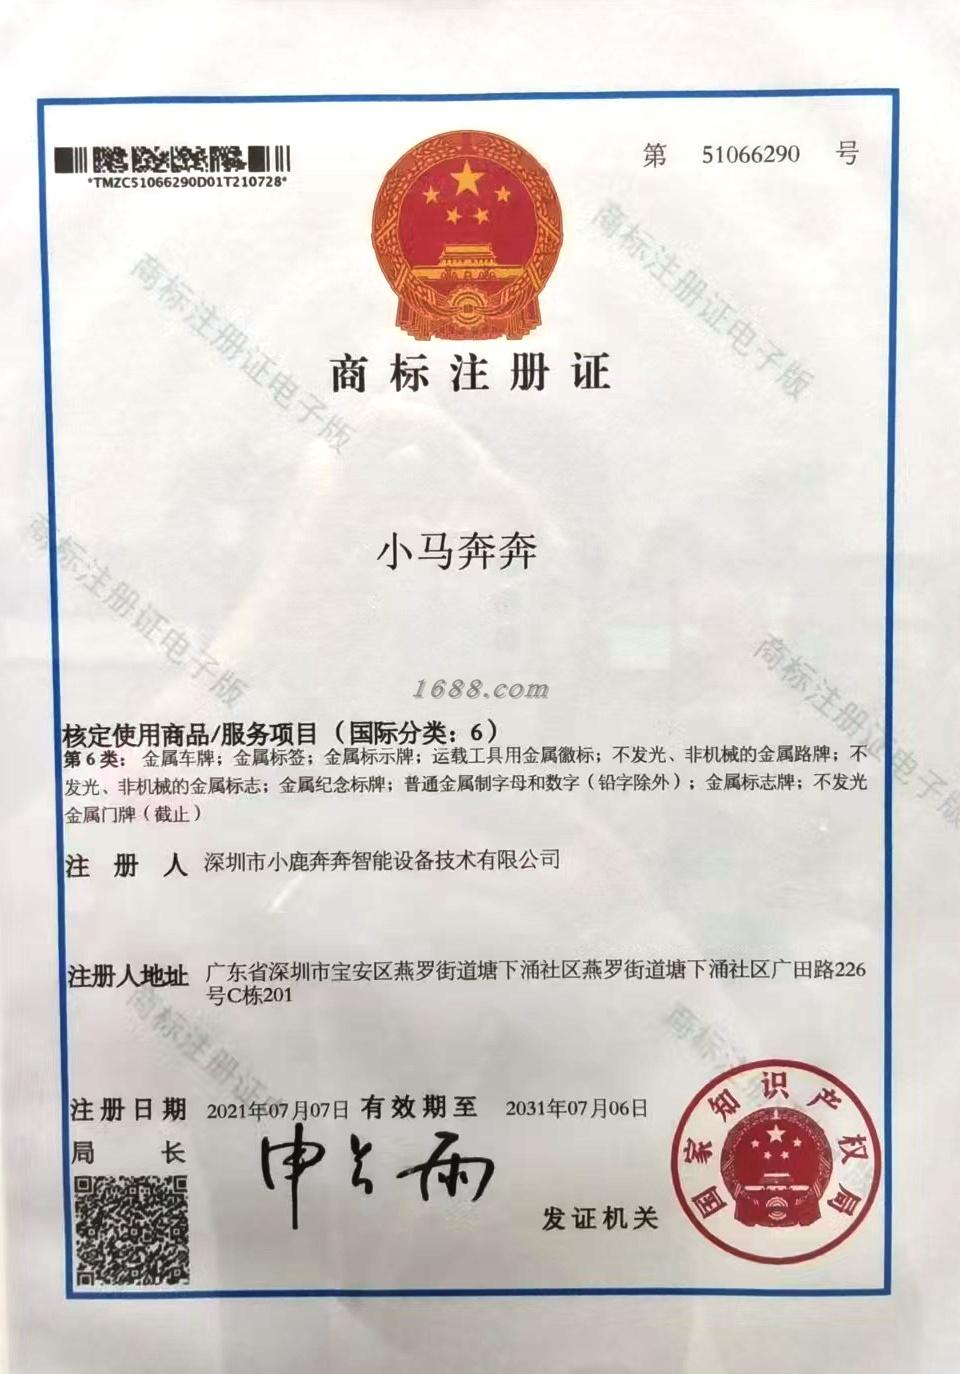 第 51066290 号
*TMZC51066290D01T210728*
商标注册证
小马奔奔
1688.com
核定使用商品/服务项目（国际分类：6）
第6类：金属车牌；金属标签；金属标示牌；运载工具用金属徽标；不发光、非机械的金属路牌；不
发光、非机械的金属标志；金属纪念标牌；普通金属制字母和数字（铅字除外）；金属标志牌；不发光
金属门牌（截止）
注册人 深圳市小鹿奔奔智能设备技术有限公司
注册人地址 广东省深圳市宝安区燕罗街道塘下涌社区燕罗街道塘下涌社区广田路226
号C栋201
注册日期 2021年07月07日 有效期至 2031年07月06日
局长 申长雨
发证机关
国家知识产权局
商标注册证电子版
商标注册证电子版
商标注册证电子版
商标注册证电子版
商标注册证
商标注